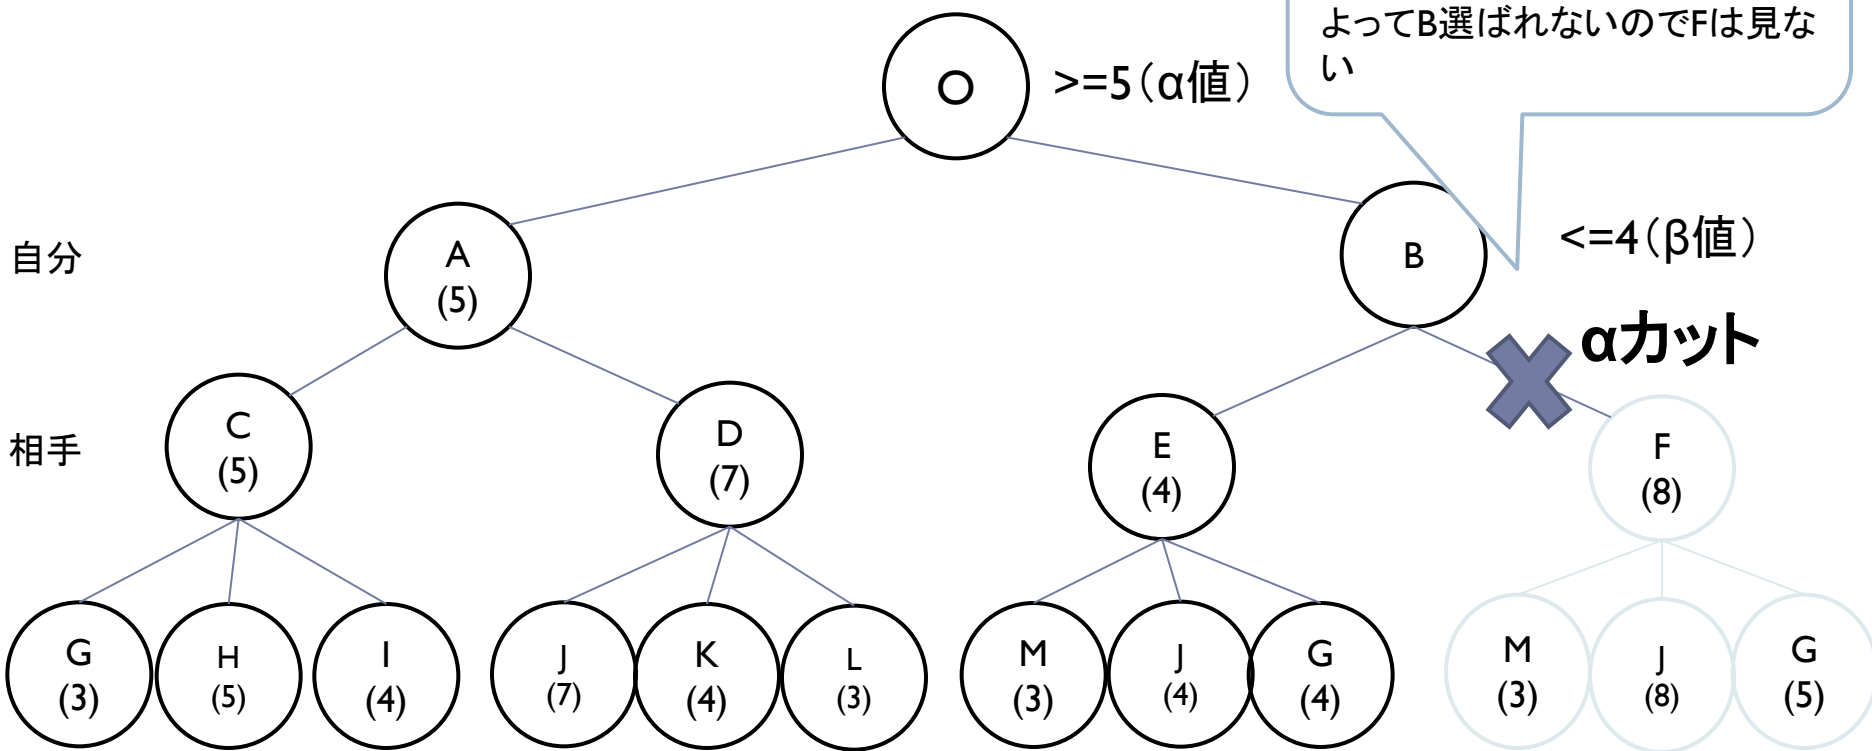 よってB選ばれないのでFは見な
い
O
>=5(α値)
自分
A
(5)
B
<=4(β値)
αカット
相手
C
(5)
D
(7)
E
(4)
F
(8)
G
(3)
H
(5)
I
(4)
J
(7)
K
(4)
L
(3)
M
(3)
J
(4)
G
(4)
M
(3)
J
(8)
G
(5)